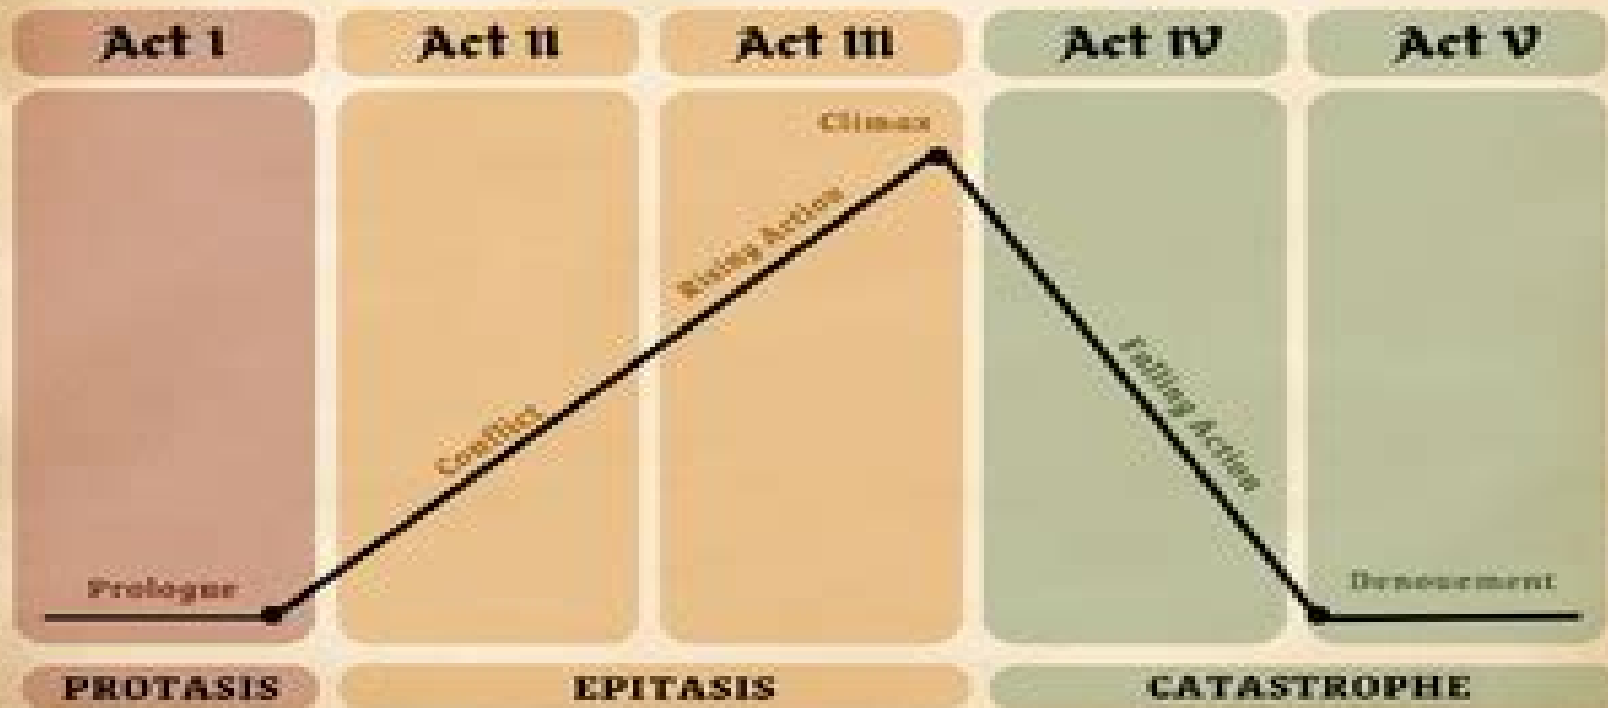 Act I
Act II
Act III
Act IV
Act V
Climax
Rising Action
Conflict
Falling Action
Prologue
Denouement
PROTASIS
EPITASIS
CATASTROPHE